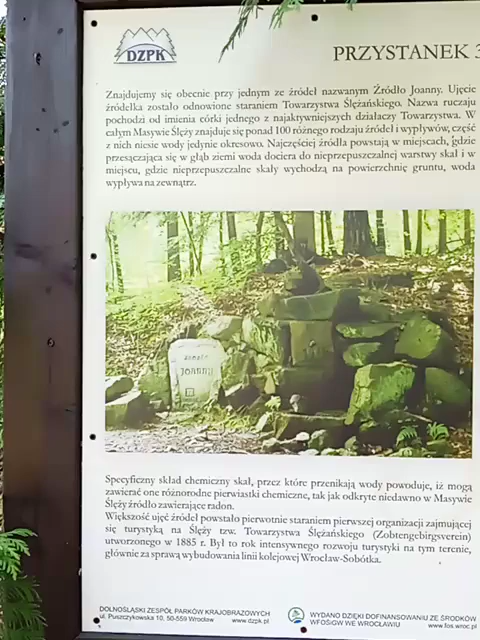 DZPK
PRZYSTANEK 3
Znajdujemy się obecnie przy jednym ze źródeł nazwanym Źródło Joanny. Ujęcie
źródełka zostało odnowione staraniem Towarzystwa Ślężańskiego. Nazwa ruczaju
pochodzi od imienia córki jednego z najaktywniejszych działaczy Towarzystwa. W
całym Masywie Ślęży znajduje się ponad 100 różnego rodzaju źródeł i wypływów, część
z nich niesie wody jedynie okresowo. Najczęściej źródła powstają w miejscach, gdzie
przesączająca się w głąb ziemi woda dociera do nieprzepuszczalnej warstwy skał i w
miejscu, gdzie nieprzepuszczalne skały wychodzą na powierzchnię gruntu, woda
wypływa na zewnątrz.
ŹRÓDŁO
JOANNY
Specyficzny skład chemiczny skał, przez które przenikają wody powoduje, iż mogą
zawierać one różnorodne pierwiastki chemiczne, tak jak odkryte niedawno w Masywie
Ślęży źródło zawierające radon.
Większość ujęć źródeł powstało pierwotnie staraniem pierwszej organizacji zajmującej
się turystyką na Ślęży tzw. Towarzystwa Ślężańskiego (Zobtengebirgsverein)
utworzonego w 1885 r. Był to rok intensywnego rozwoju turystyki na tym terenie,
głównie za sprawą wybudowania linii kolejowej Wrocław-Sobótka.
DOLNOŚLĄSKI ZESPÓŁ PARKÓW KRAJOBRAZOWYCH
ul. Puszczykowska 10, 50-559 Wrocław www.dzpk.pl
WYDANO DZIĘKI DOFINANSOWANIU ZE ŚRODKÓW
WFOŚIGW WE WROCŁAWIU www.fos.wroc.pl